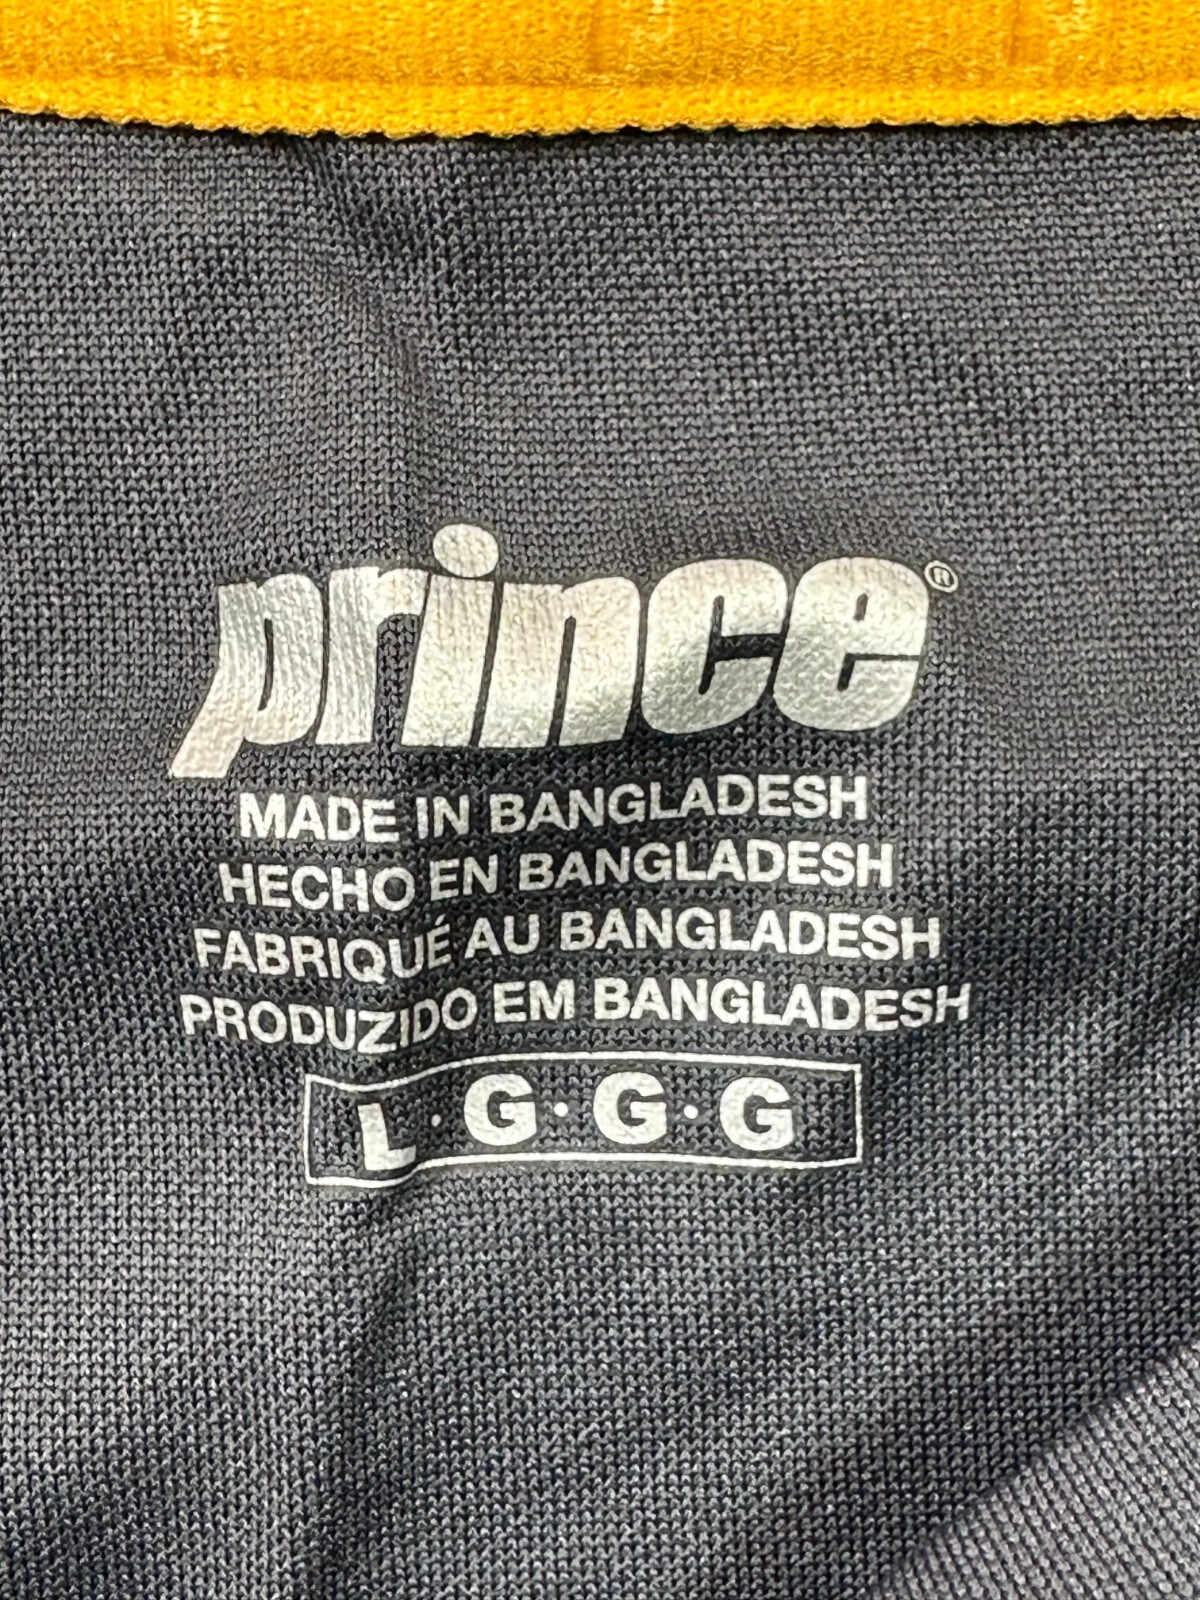 prince®
MADE IN BANGLADESH
HECHO EN BANGLADESH
FABRIQUÉ AU BANGLADESH
PRODUZIDO EM BANGLADESH
L·G·G·G